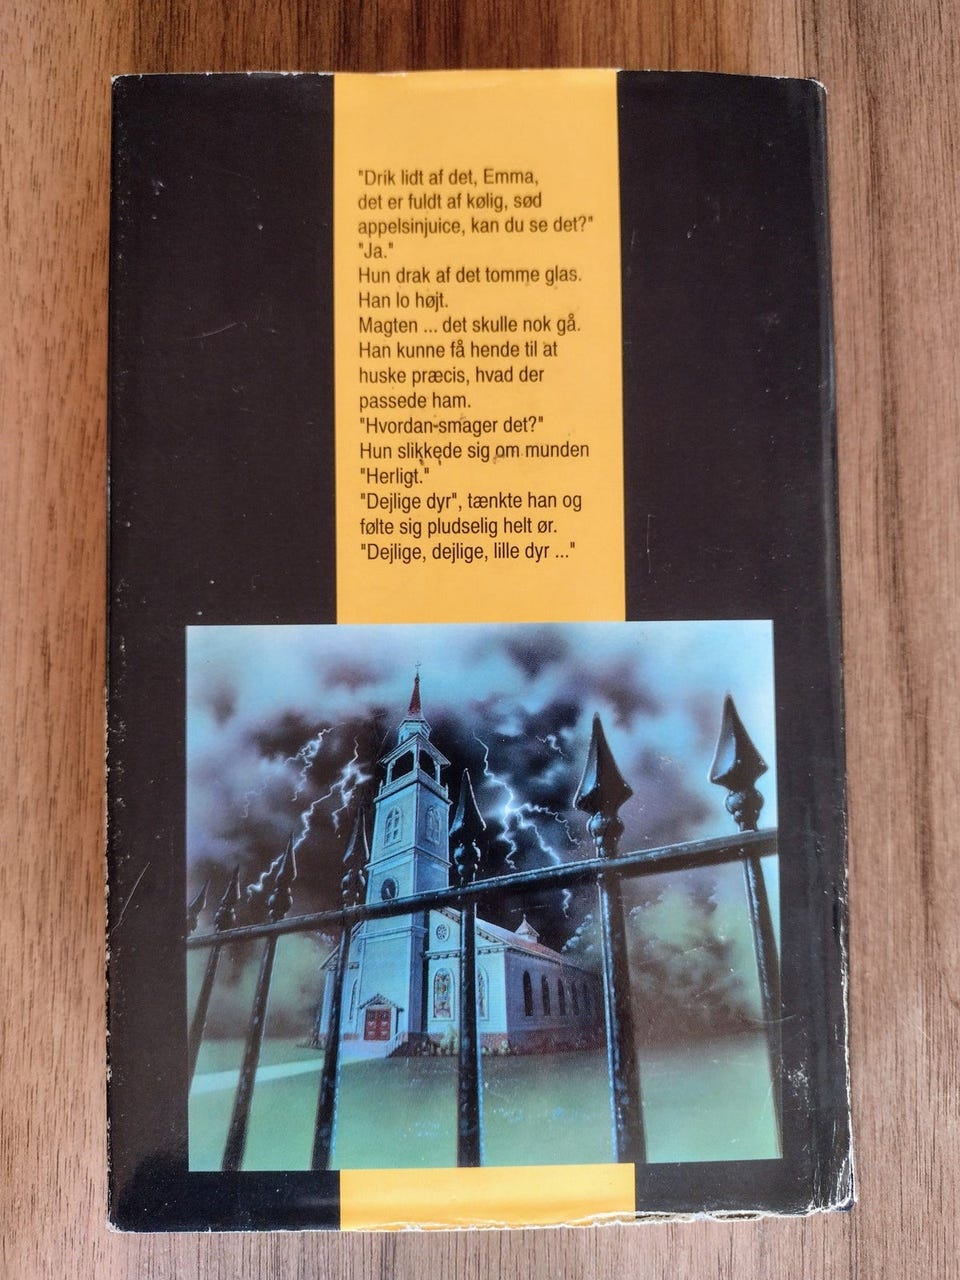 "Drik lidt af det, Emma,
det er fuldt af kølig, sød
appelsinjuice, kan du se det?"
"Ja."
Hun drak af det tomme glas.
Han lo højt.
Magten ... det skulle nok gå.
Han kunne få hende til at
huske præcis, hvad der
passede ham.
"Hvordan smager det?"
Hun slikkede sig om munden
"Herligt."
"Dejlige dyr", tænkte han og
følte sig pludselig helt ør.
"Dejlige, dejlige, lille dyr ..."